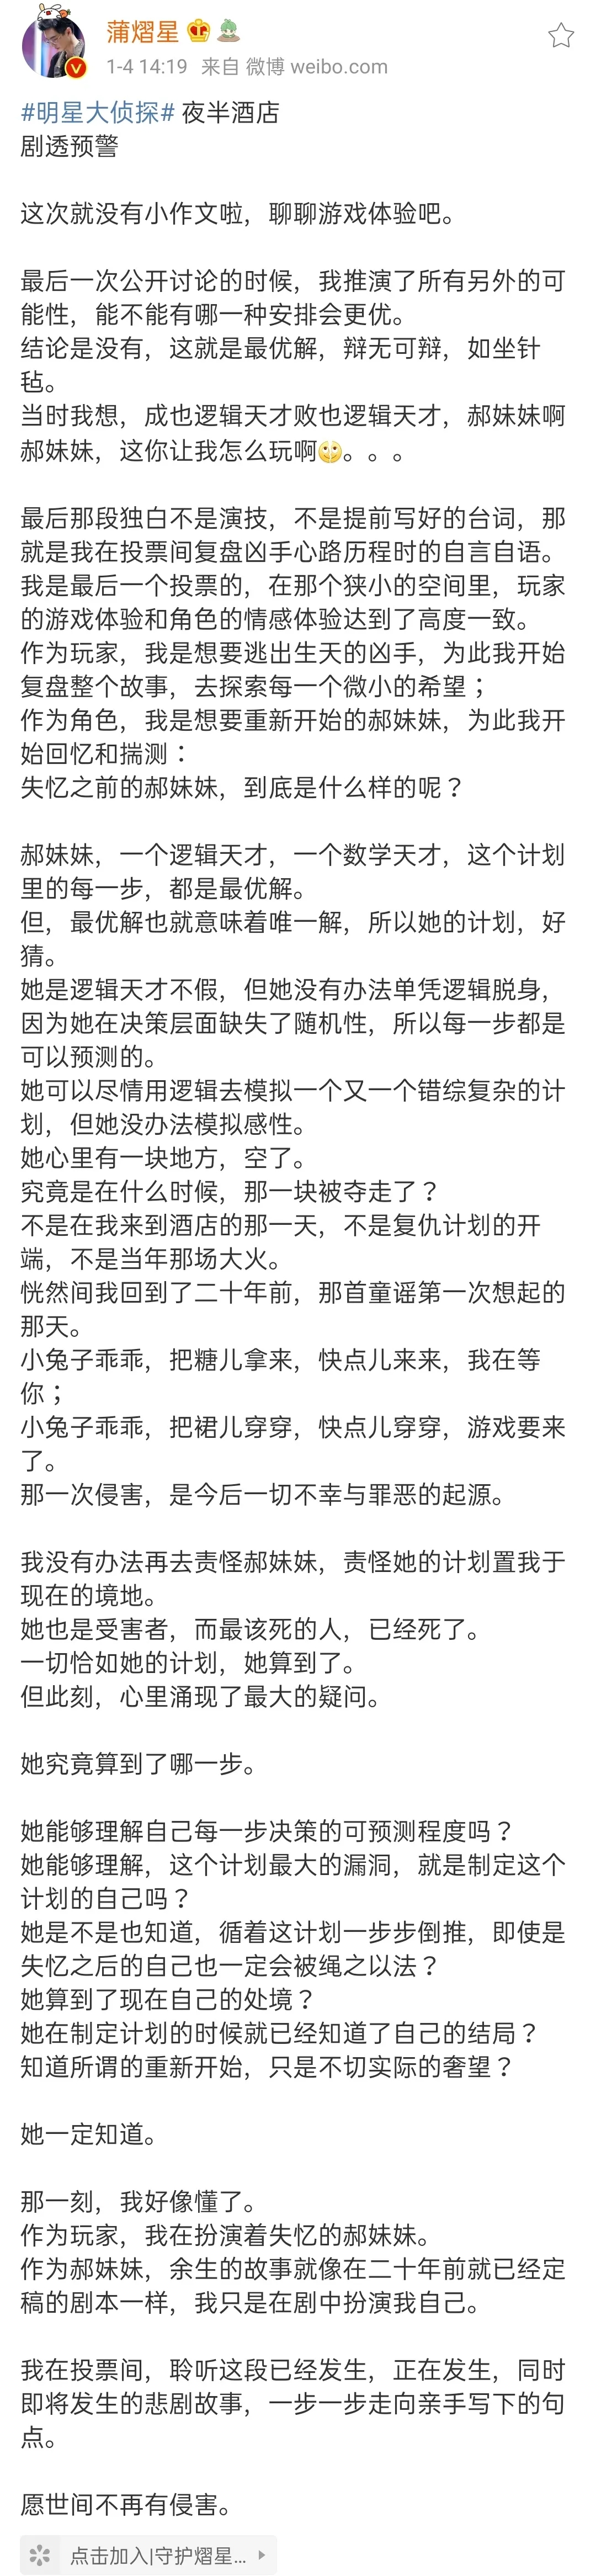 蒲熠星
1-4 14:19 来自 微博 weibo.com
#明星大侦探# 夜半酒店
剧透预警
这次就没有小作文啦，聊聊游戏体验吧。
最后一次公开讨论的时候，我推演了所有另外的可
能性，能不能有哪一种安排会更优。
结论是没有，这就是最优解，辩无可辩，如坐针
毡。
当时我想，成也逻辑天才败也逻辑天才，郝妹妹啊
郝妹妹，这你让我怎么玩啊。。。
最后那段独白不是演技，不是提前写好的台词，那
就是我在投票间复盘凶手心路历程时的自言自语。
我是最后一个投票的，在那个狭小的空间里，玩家
的游戏体验和角色的情感体验达到了高度一致。
作为玩家，我是想要逃出生天的凶手，为此我开始
复盘整个故事，去探索每一个微小的希望；
作为角色，我是想要重新开始的郝妹妹，为此我开
始回忆和揣测：
失忆之前的郝妹妹，到底是什么样的呢？
郝妹妹，一个逻辑天才，一个数学天才，这个计划
里的每一步，都是最优解。
但，最优解也就意味着唯一解，所以她的计划，好
猜。
她是逻辑天才不假，但她没有办法单凭逻辑脱身，
因为她在决策层面缺失了随机性，所以每一步都是
可以预测的。
她可以尽情用逻辑去模拟一个又一个错综复杂的计
划，但她没办法模拟感性。
她心里有一块地方，空了。
究竟是在什么时候，那一块被夺走了？
不是在我来到酒店的那一天，不是复仇计划的开
端，不是当年那场大火。
恍然间我回到了二十年前，那首童谣第一次想起的
那天。
小兔子乖乖，把糖儿拿来，快点儿来来，我在等
你；
小兔子乖乖，把裙儿穿穿，快点儿穿穿，游戏要来
了。
那一次侵害，是今后一切不幸与罪恶的起源。
我没有办法再去责怪郝妹妹，责怪她的计划置我于
现在的境地。
她也是受害者，而最该死的人，已经死了。
一切恰如她的计划，她算到了。
但此刻，心里涌现了最大的疑问。
她究竟算到了哪一步。
她能够理解自己每一步决策的可预测程度吗？
她能够理解，这个计划最大的漏洞，就是制定这个
计划的自己吗？
她是不是也知道，循着这计划一步步倒推，即使是
失忆之后的自己也一定会被绳之以法？
她算到了现在自己的处境？
她在制定计划的时候就已经知道了自己的结局？
知道所谓的重新开始，只是不切实际的奢望？
她一定知道。
那一刻，我好像懂了。
作为玩家，我在扮演着失忆的郝妹妹。
作为郝妹妹，余生的故事就像在二十年前就已经定
稿的剧本一样，我只是在剧中扮演我自己。
我在投票间，聆听这段已经发生，正在发生，同时
即将发生的悲剧故事，一步一步走向亲手写下的句
点。
愿世间不再有侵害。
点击加入|守护熠星...